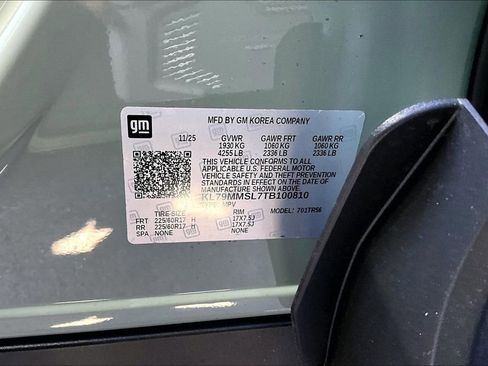 gm
MFD BY GM KOREA COMPANY
11/25 GVWR GAWR FRT GAWR RR
1930 KG 1060 KG 1060 KG
4255 LB 2336 LB 2336 LB
THIS VEHICLE CONFORMS TO ALL
APPLICABLE U.S. FEDERAL MOTOR
VEHICLE SAFETY, BUMPER, AND THEFT
PREVENTION STANDARDS IN EFFECT ON
THE DATE OF MANUFACTURE SHOWN ABOVE.
KL79MMSL7TB100810
TYPE: MPV MODEL: 701TR56
TIRE SIZE RIM
FRT 225/60R17 H 17X7.5J
RR 225/60R17 H 17X7.5J
SPA NONE NONE